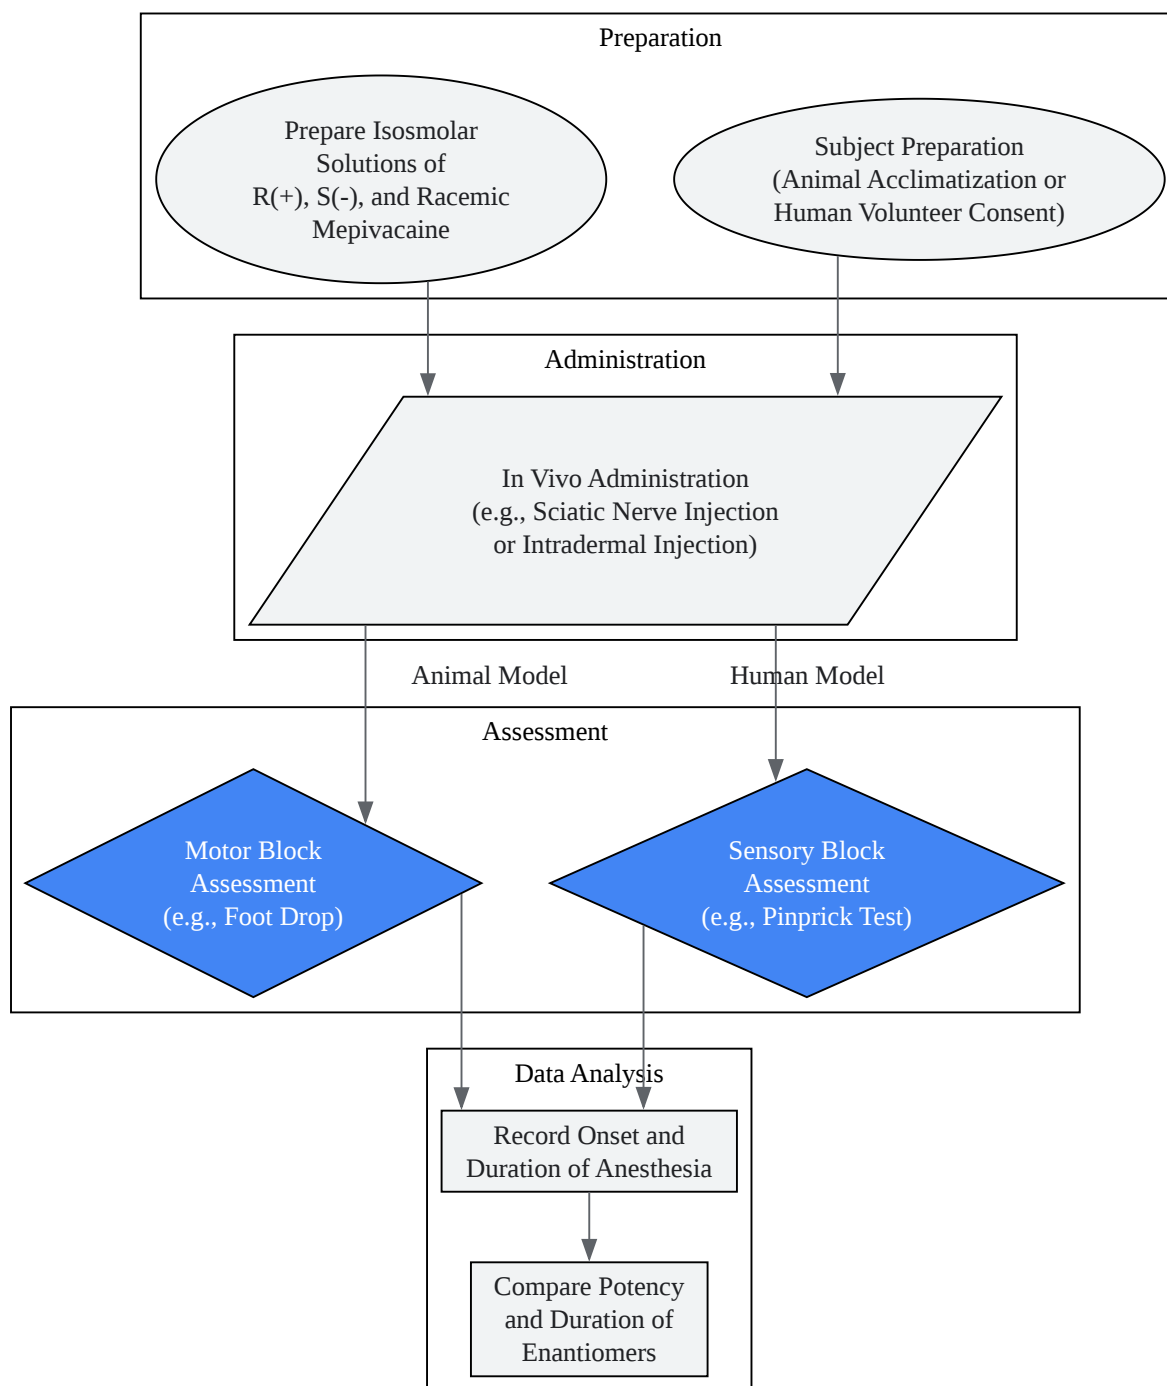 Preparation
Prepare Isosmolar
Solutions of
R(+), S(-), and Racemic
Mepivacaine
Subject Preparation
(Animal Acclimatization or
Human Volunteer Consent)
Administration
In Vivo Administration
(e.g., Sciatic Nerve Injection
or Intradermal Injection)
Animal Model
Human Model
Assessment
Motor Block
Assessment
(e.g., Foot Drop)
Sensory Block
Assessment
(e.g., Pinprick Test)
Data Analysis
Record Onset and
Duration of Anesthesia
Compare Potency
and Duration of
Enantiomers